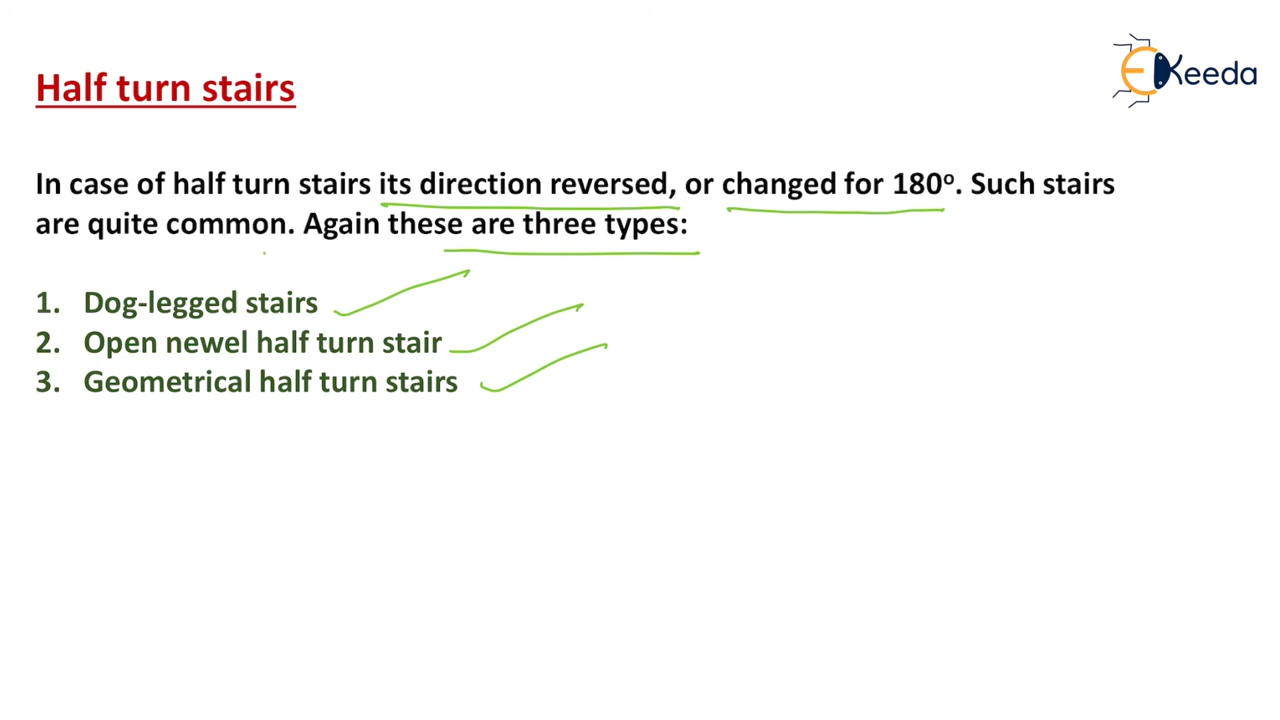 EKeeda
Half turn stairs
In case of half turn stairs its direction reversed, or changed for 180º. Such stairs
are quite common. Again these are three types:
1. Dog-legged stairs
2. Open newel half turn stair
3. Geometrical half turn stairs